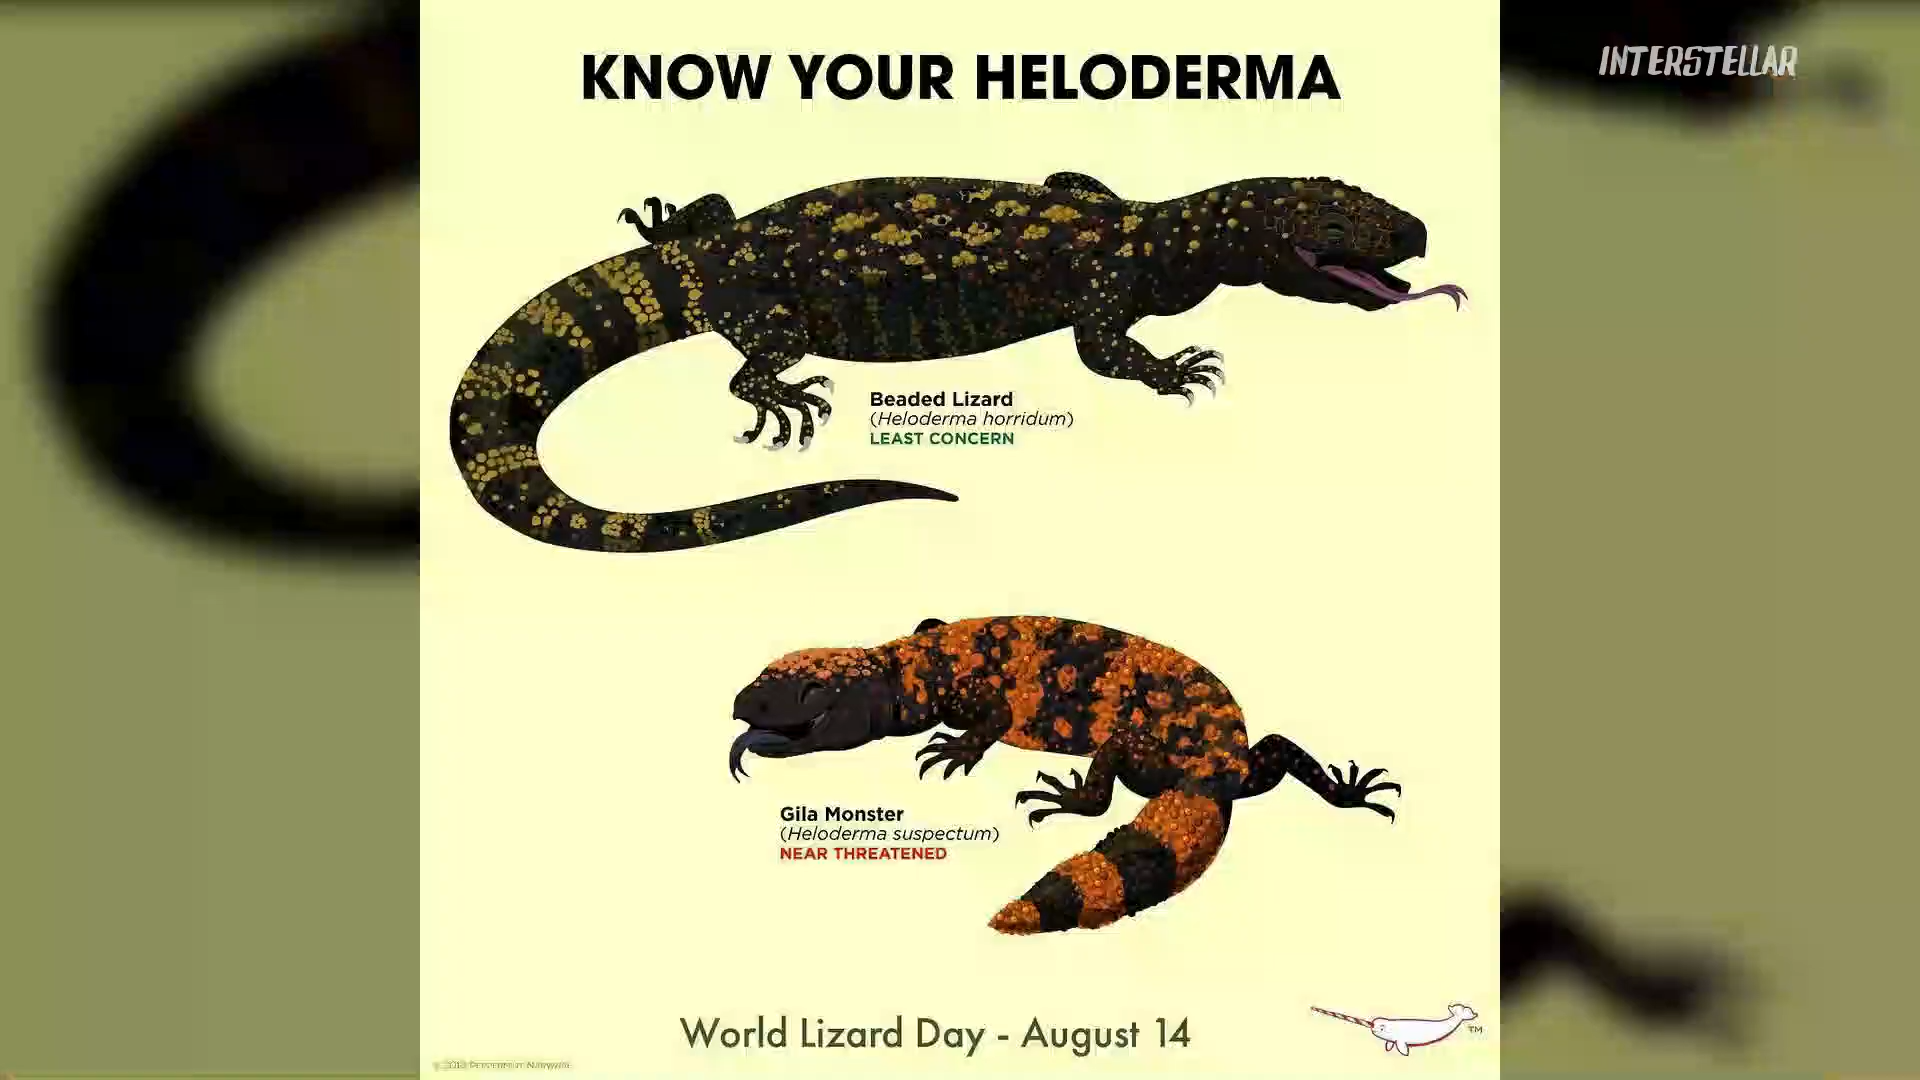 KNOW YOUR HELODERMA
INTERSTELLAR
Beaded Lizard
(Heloderma horridum)
LEAST CONCERN
Gila Monster
(Heloderma suspectum)
NEAR THREATENED
World Lizard Day - August 14
TM